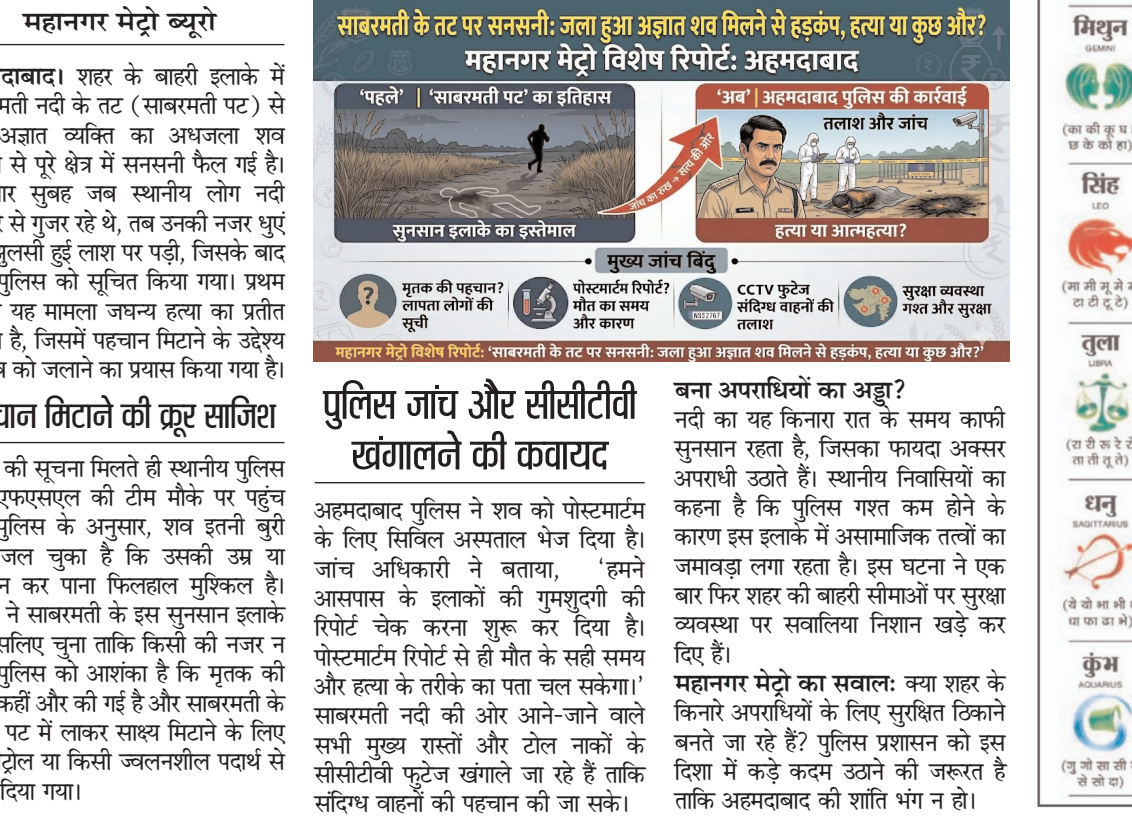 महानगर मेट्रो ब्यूरो
दाबाद। शहर के बाहरी इलाके में
मती नदी के तट (साबरमती पट) से
अज्ञात व्यक्ति का अधजला शव
से पूरे क्षेत्र में सनसनी फैल गई है।
सुबह जब स्थानीय लोग नदी
से गुजर रहे थे, तब उनकी नजर धुएं
झुलसी हुई लाश पर पड़ी, जिसके बाद
पुलिस को सूचित किया गया। प्रथम
यह मामला जघन्य हत्या का प्रतीत
है, जिसमें पहचान मिटाने के उद्देश्य
को जलाने का प्रयास किया गया है।
चान मिटाने की क्रूर साजिश
की सूचना मिलते ही स्थानीय पुलिस
एफएसएल की टीम मौके पर पहुंच
पुलिस के अनुसार, शव इतनी बुरी
जल चुका है कि उसकी उम्र या
न कर पाना फिलहाल मुश्किल है।
ने साबरमती के इस सुनसान इलाके
सलिए चुना ताकि किसी की नजर न
पुलिस को आशंका है कि मृतक की
कहीं और की गई है और साबरमती के
पट में लाकर साक्ष्य मिटाने के लिए
ट्रोल या किसी ज्वलनशील पदार्थ से
दिया गया।
साबरमती के तट पर सनसनी: जला हुआ अज्ञात शव मिलने से हड़कंप, हत्या या कुछ और?
महानगर मेट्रो विशेष रिपोर्ट: अहमदाबाद
'पहले' | 'साबरमती पट' का इतिहास
सुनसान इलाके का इस्तेमाल
जांच का रुख → सत्य की ओर
'अब' | अहमदाबाद पुलिस की कार्रवाई
तलाश और जांच
हत्या या आत्महत्या?
मुख्य जांच बिंदु
मृतक की पहचान?
लापता लोगों की
सूची
पोस्टमार्टम रिपोर्ट?
मौत का समय
और कारण
N932767
CCTV फुटेज
संदिग्ध वाहनों की
तलाश
सुरक्षा व्यवस्था
गश्त और सुरक्षा
महानगर मेट्रो विशेष रिपोर्ट: 'साबरमती के तट पर सनसनी: जला हुआ अज्ञात शव मिलने से हड़कंप, हत्या या कुछ और?'
पुलिस जांच और सीसीटीवी
खंगालने की कवायद
अहमदाबाद पुलिस ने शव को पोस्टमार्टम
के लिए सिविल अस्पताल भेज दिया है।
जांच अधिकारी ने बताया, 'हमने
आसपास के इलाकों की गुमशुदगी की
रिपोर्ट चेक करना शुरू कर दिया है।
पोस्टमार्टम रिपोर्ट से ही मौत के सही समय
और हत्या के तरीके का पता चल सकेगा।'
साबरमती नदी की ओर आने-जाने वाले
सभी मुख्य रास्तों और टोल नाकों के
सीसीटीवी फुटेज खंगाले जा रहे हैं ताकि
संदिग्ध वाहनों की पहचान की जा सके।
बना अपराधियों का अड्डा?
नदी का यह किनारा रात के समय काफी
सुनसान रहता है, जिसका फायदा अक्सर
अपराधी उठाते हैं। स्थानीय निवासियों का
कहना है कि पुलिस गश्त कम होने के
कारण इस इलाके में असामाजिक तत्वों का
जमावड़ा लगा रहता है। इस घटना ने एक
बार फिर शहर की बाहरी सीमाओं पर सुरक्षा
व्यवस्था पर सवालिया निशान खड़े कर
दिए हैं।
महानगर मेट्रो का सवाल: क्या शहर के
किनारे अपराधियों के लिए सुरक्षित ठिकाने
बनते जा रहे हैं? पुलिस प्रशासन को इस
दिशा में कड़े कदम उठाने की जरूरत है
ताकि अहमदाबाद की शांति भंग न हो।
मिथुन
GEMINI
(का की कू घ
छ के को हा)
सिंह
LEO
(मा मी मू मे
टा टी टू टे)
तुला
LIBRA
(रा री रू रे
ता ती तू ते)
धनु
SAGITTARIUS
(ये यो भा भी
धा फा ढा भे)
कुंभ
AQUARIUS
(गु गो सा सी
से सो दा)